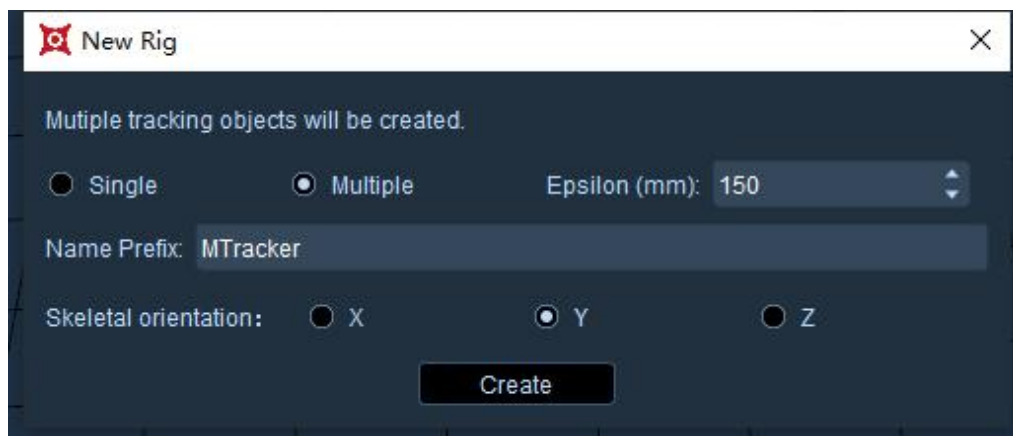 New Rig
Mutiple tracking objects will be created.
Single Multiple Epsilon (mm): 150
Name Prefix: MTracker
Skeletal orientation： X Y Z
Create